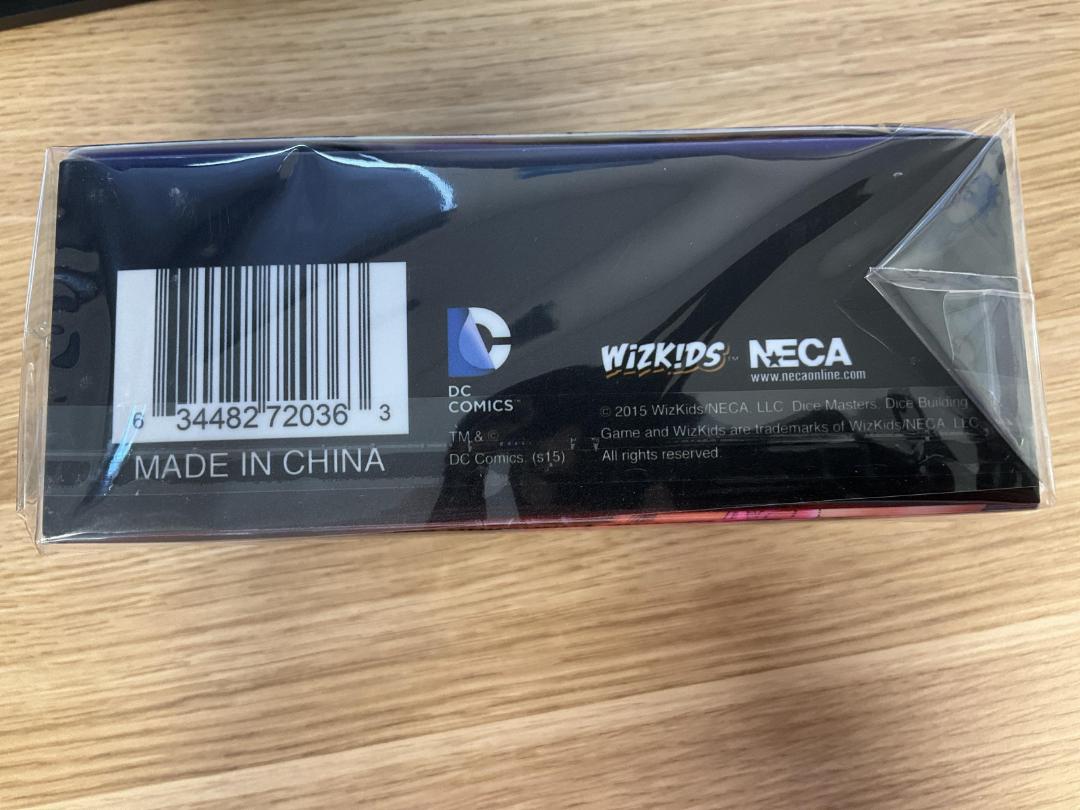 6 34482 72036 3
MADE IN CHINA
DC
COMICS™
TM & ©
DC Comics. (s15)
WIZKIDS™ NECA
www.necaonline.com
© 2015 WizKids/NECA, LLC Dice Masters, Dice Building
Game and WizKids are trademarks of WizKids/NECA, LLC.
All rights reserved.